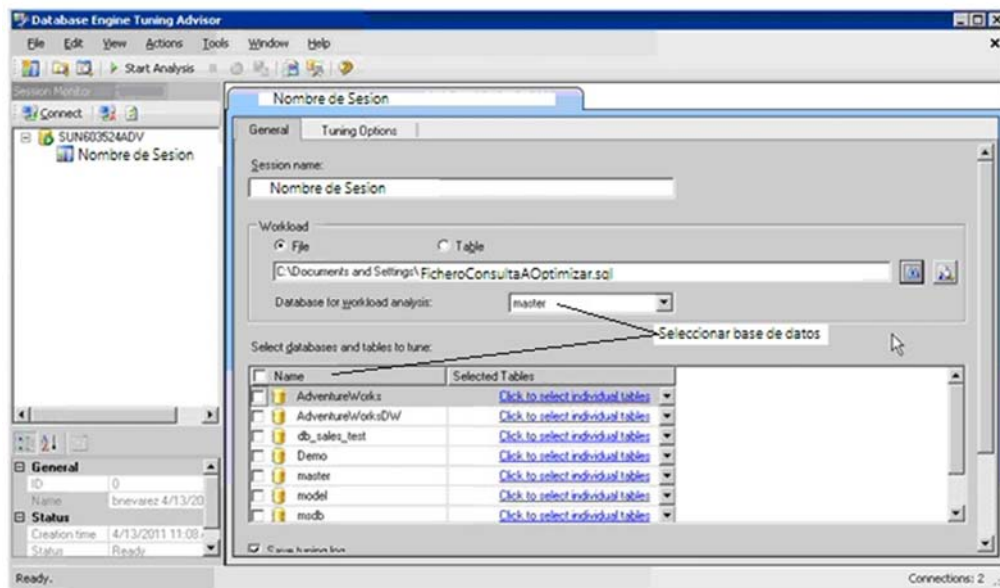 Database Engine Tuning Advisor
File Edit View Actions Tools Window Help
Start Analysis
Session Monitor
Connect
SUN603524ADV
Nombre de Sesion
Nombre de Sesion
General Tuning Options
Session name:
Nombre de Sesion
Workload
File Table
C:\Documents and Settings\FicheroConsultaAOptimizar.sql
Database for workload analysis: master
Seleccionar base de datos
Select databases and tables to tune:
Name Selected Tables
AdventureWorks Click to select individual tables
AdventureWorksDW Click to select individual tables
db_sales_test Click to select individual tables
Demo Click to select individual tables
master Click to select individual tables
model Click to select individual tables
msdb Click to select individual tables
Save tuning log
General
ID 0
Name bnevarez 4/13/20
Status
Creation time 4/13/2011 11:08
Status Ready
Ready. Connections: 2